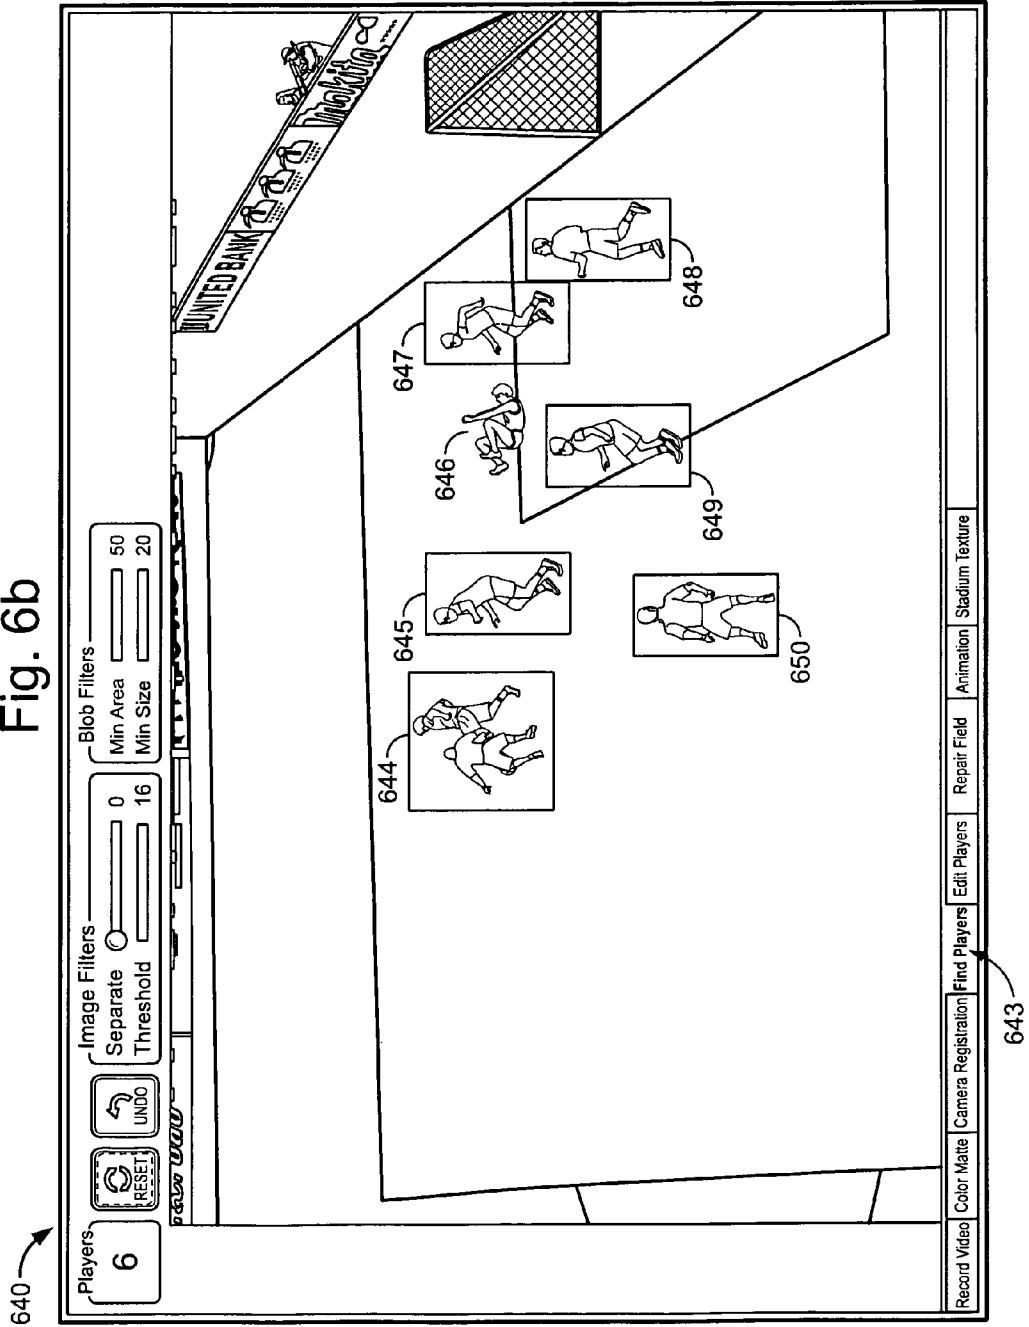 Fig. 6b
640
Players
6
RESET
UNDO
Image Filters
Separate 0
Threshold 16
Blob Filters
Min Area 50
Min Size 20
UNITED BANK
makita
644
645
646
647
648
649
650
Record Video Color Matte Camera Registration Find Players Edit Players Repair Field Animation Stadium Texture
643